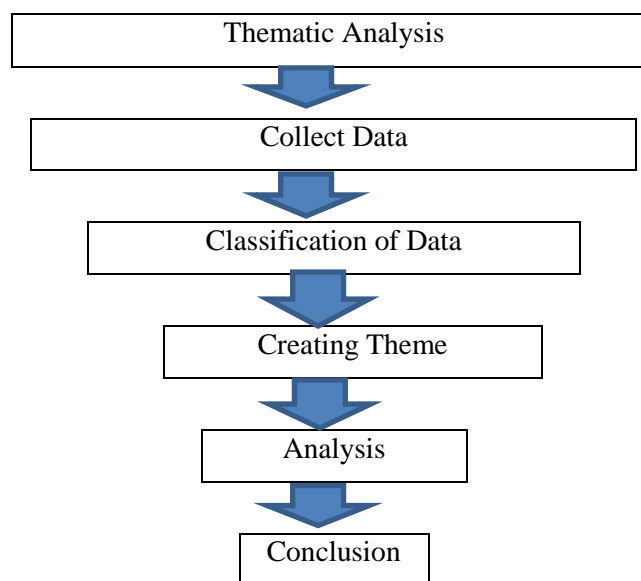 Thematic Analysis
Collect Data
Classification of Data
Creating Theme
Analysis
Conclusion